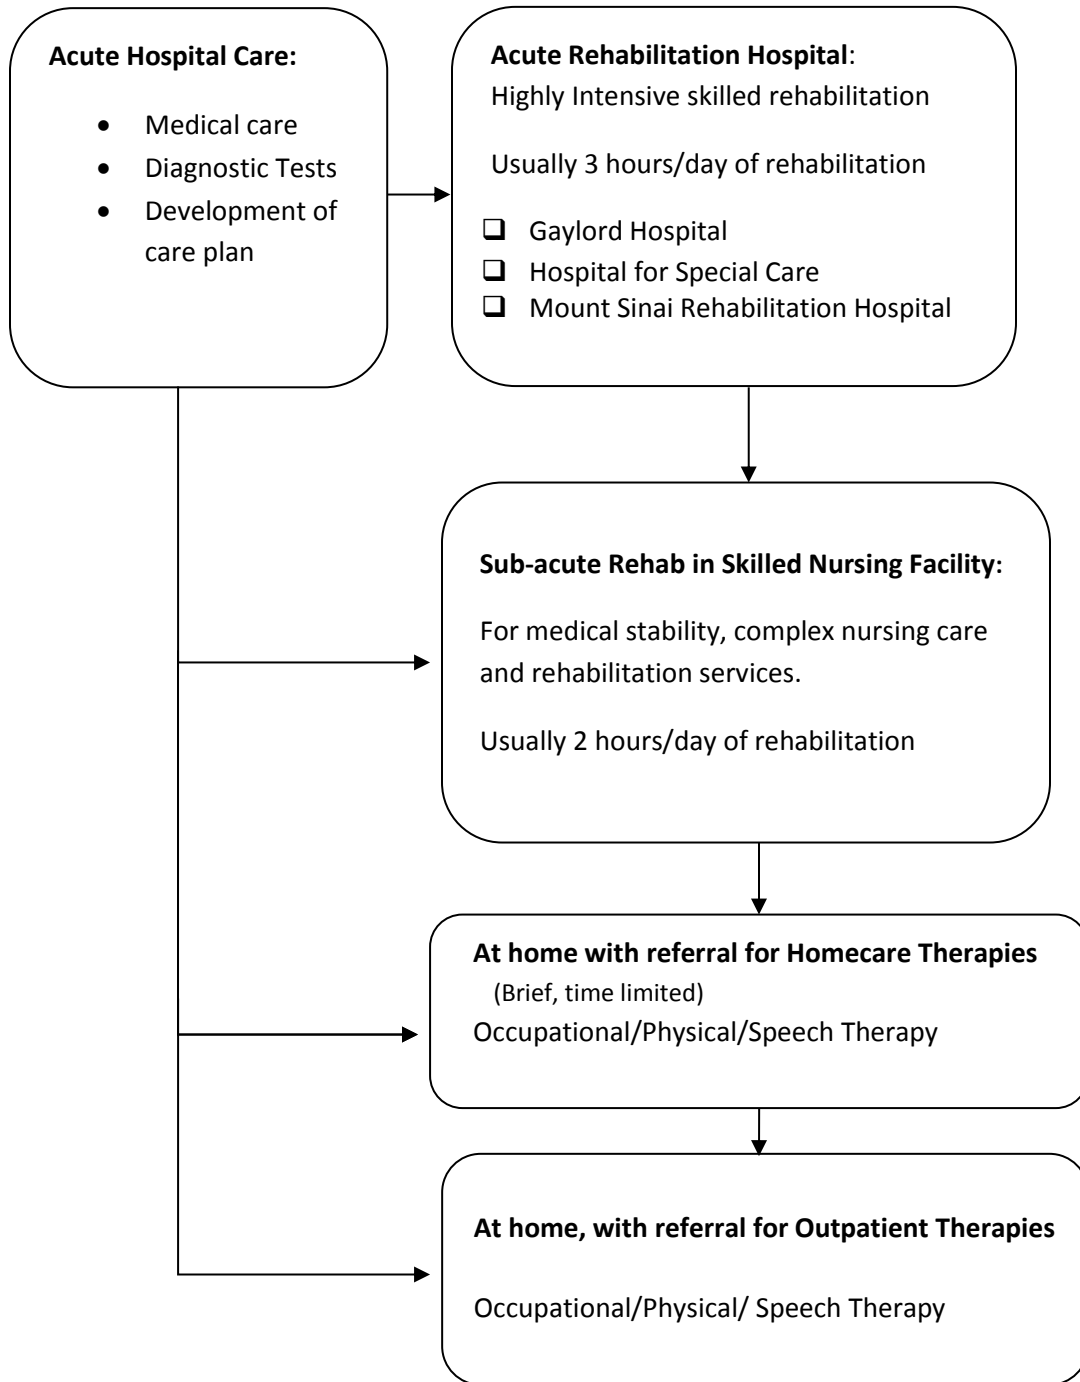 Acute Hospital Care:
• Medical care
• Diagnostic Tests
• Development of
care plan
Acute Rehabilitation Hospital:
Highly Intensive skilled rehabilitation
Usually 3 hours/day of rehabilitation
❑ Gaylord Hospital
❑ Hospital for Special Care
❑ Mount Sinai Rehabilitation Hospital
Sub-acute Rehab in Skilled Nursing Facility:
For medical stability, complex nursing care
and rehabilitation services.
Usually 2 hours/day of rehabilitation
At home with referral for Homecare Therapies
(Brief, time limited)
Occupational/Physical/Speech Therapy
At home, with referral for Outpatient Therapies
Occupational/Physical/ Speech Therapy